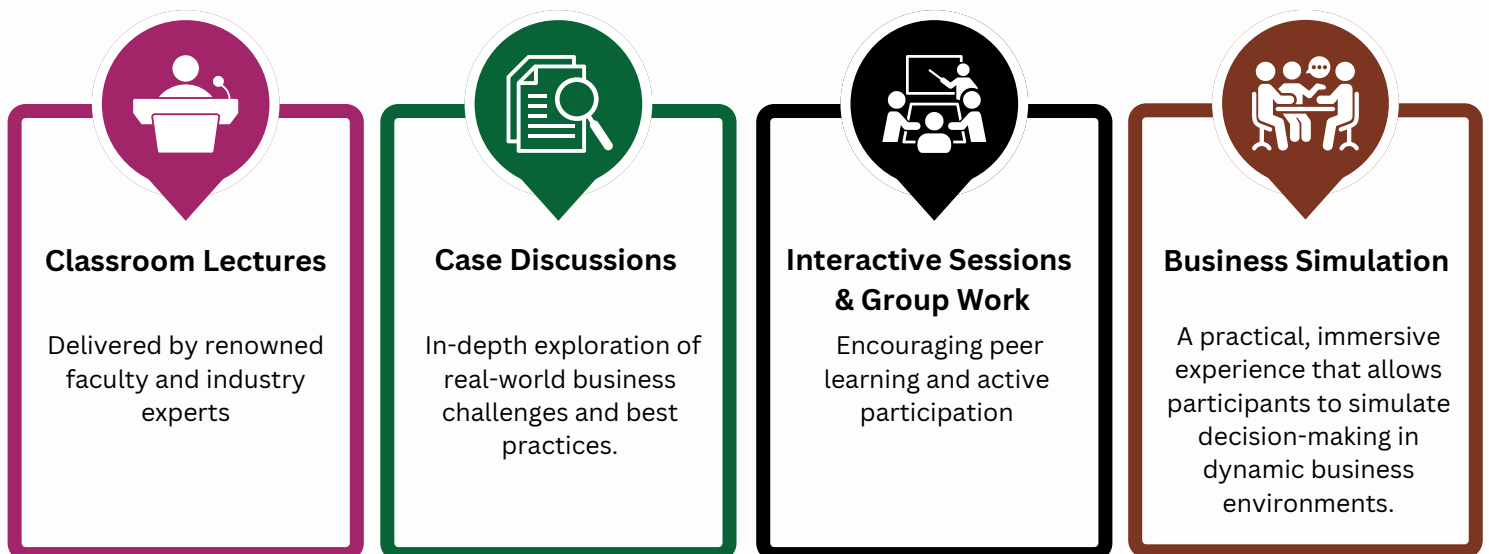 Classroom Lectures
Delivered by renowned
faculty and industry
experts
Case Discussions
In-depth exploration of
real-world business
challenges and best
practices.
Interactive Sessions
& Group Work
Encouraging peer
learning and active
participation
Business Simulation
A practical, immersive
experience that allows
participants to simulate
decision-making in
dynamic business
environments.